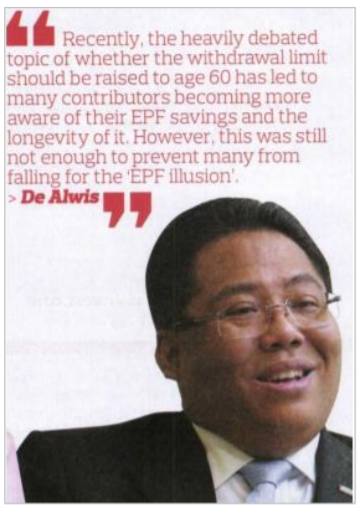 “ Recently, the heavily debated
topic of whether the withdrawal limit
should be raised to age 60 has led to
many contributors becoming more
aware of their EPF savings and the
longevity of it. However, this was still
not enough to prevent many from
falling for the ‘EPF illusion’.
> De Alwis ”